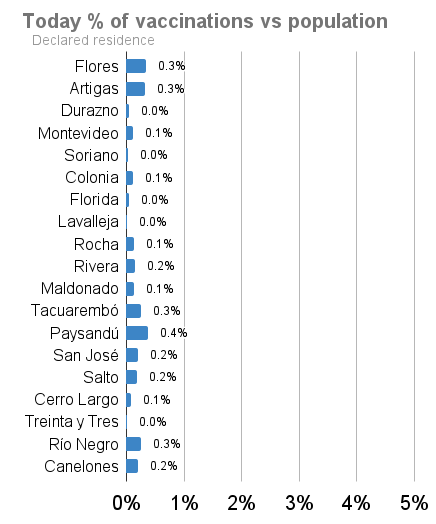 Today % of vaccinations vs population
Declared residence
Flores 0.3%
Artigas 0.3%
Durazno 0.0%
Montevideo 0.1%
Soriano 0.0%
Colonia 0.1%
Florida 0.0%
Lavalleja 0.0%
Rocha 0.1%
Rivera 0.2%
Maldonado 0.1%
Tacuarembó 0.3%
Paysandú 0.4%
San José 0.2%
Salto 0.2%
Cerro Largo 0.1%
Treinta y Tres 0.0%
Río Negro 0.3%
Canelones 0.2%
0% 1% 2% 3% 4% 5%